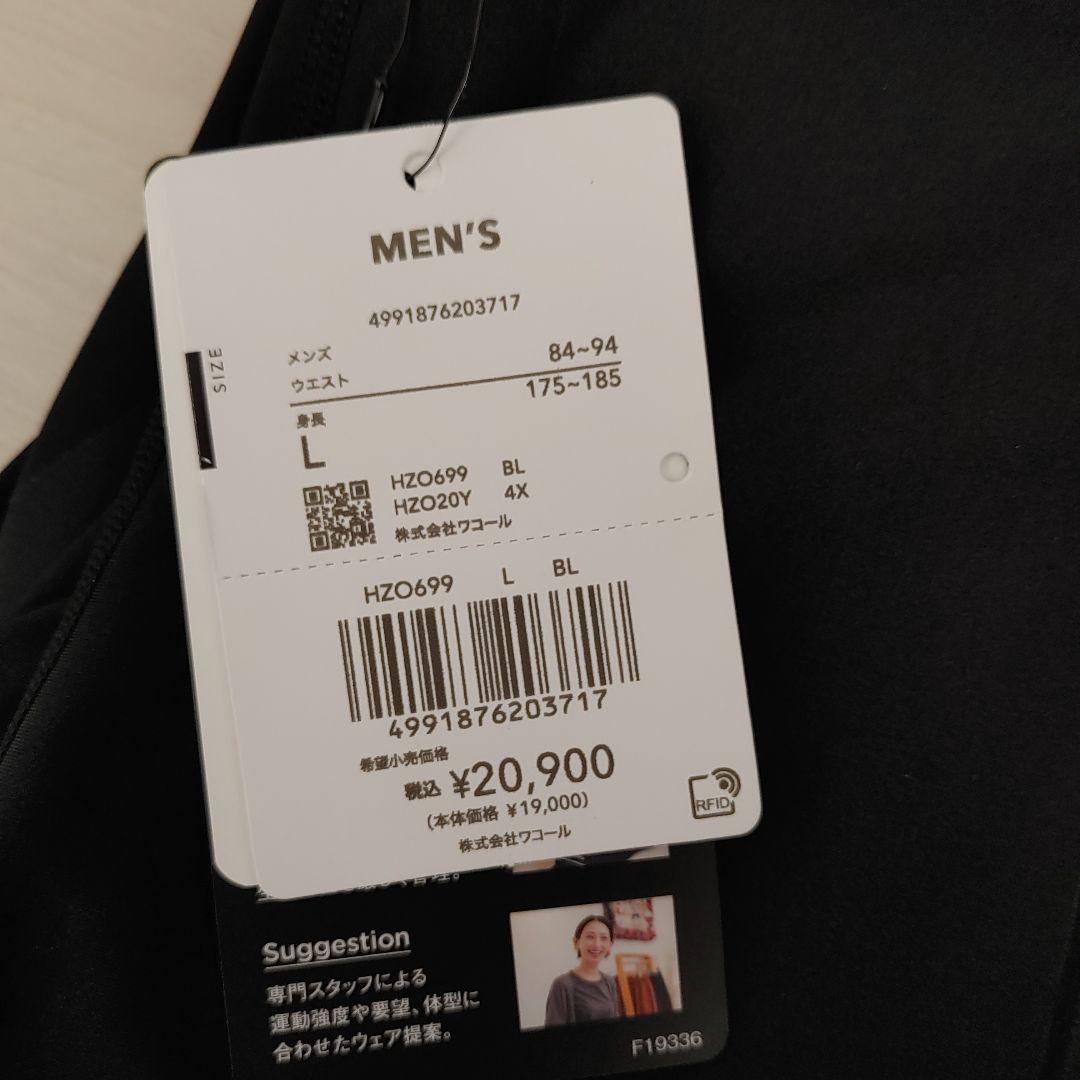 MEN'S
4991876203717
SIZE
メンズ
ウエスト 84~94
身長 175~185
L
HZO699 BL
HZO20Y 4X
株式会社ワコール
HZO699 L BL
4991876203717
希望小売価格
税込 ¥20,900
(本体価格 ¥19,000)
株式会社ワコール
RFID
Suggestion
専門スタッフによる
運動強度や要望、体型に
合わせたウェア提案。
F19336